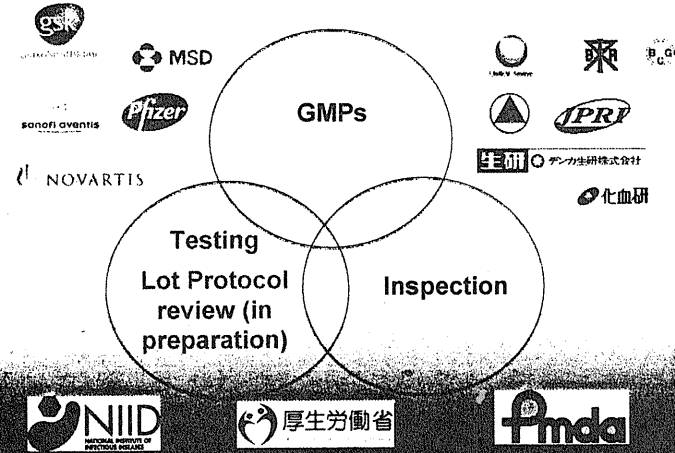 gsk
GlaxoSmithKline
MSD
sanofi aventis
Pfizer
NOVARTIS
GMPs
JPRI
生研 デンカ生研株式会社
化血研
Testing
Lot Protocol
review (in
preparation)
Inspection
NIID
NATIONAL INSTITUTE OF
INFECTIOUS DISEASES
厚生労働省
Pmda